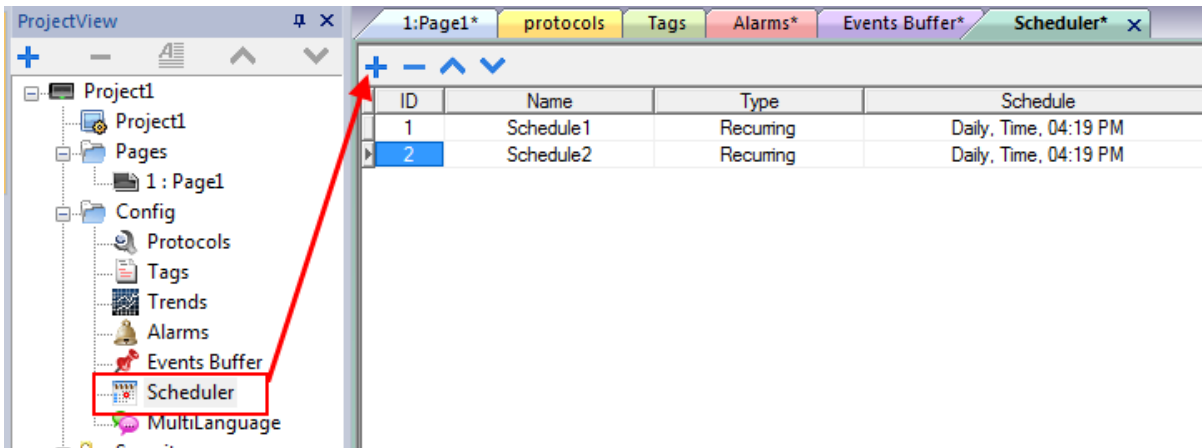 ProjectView
1:Page1*
protocols
Tags
Alarms*
Events Buffer*
Scheduler*
Project1
Project1
Pages
1 : Page1
Config
Protocols
Tags
Trends
Alarms
Events Buffer
Scheduler
MultiLanguage
ID Name Type Schedule
1 Schedule1 Recurring Daily, Time, 04:19 PM
2 Schedule2 Recurring Daily, Time, 04:19 PM